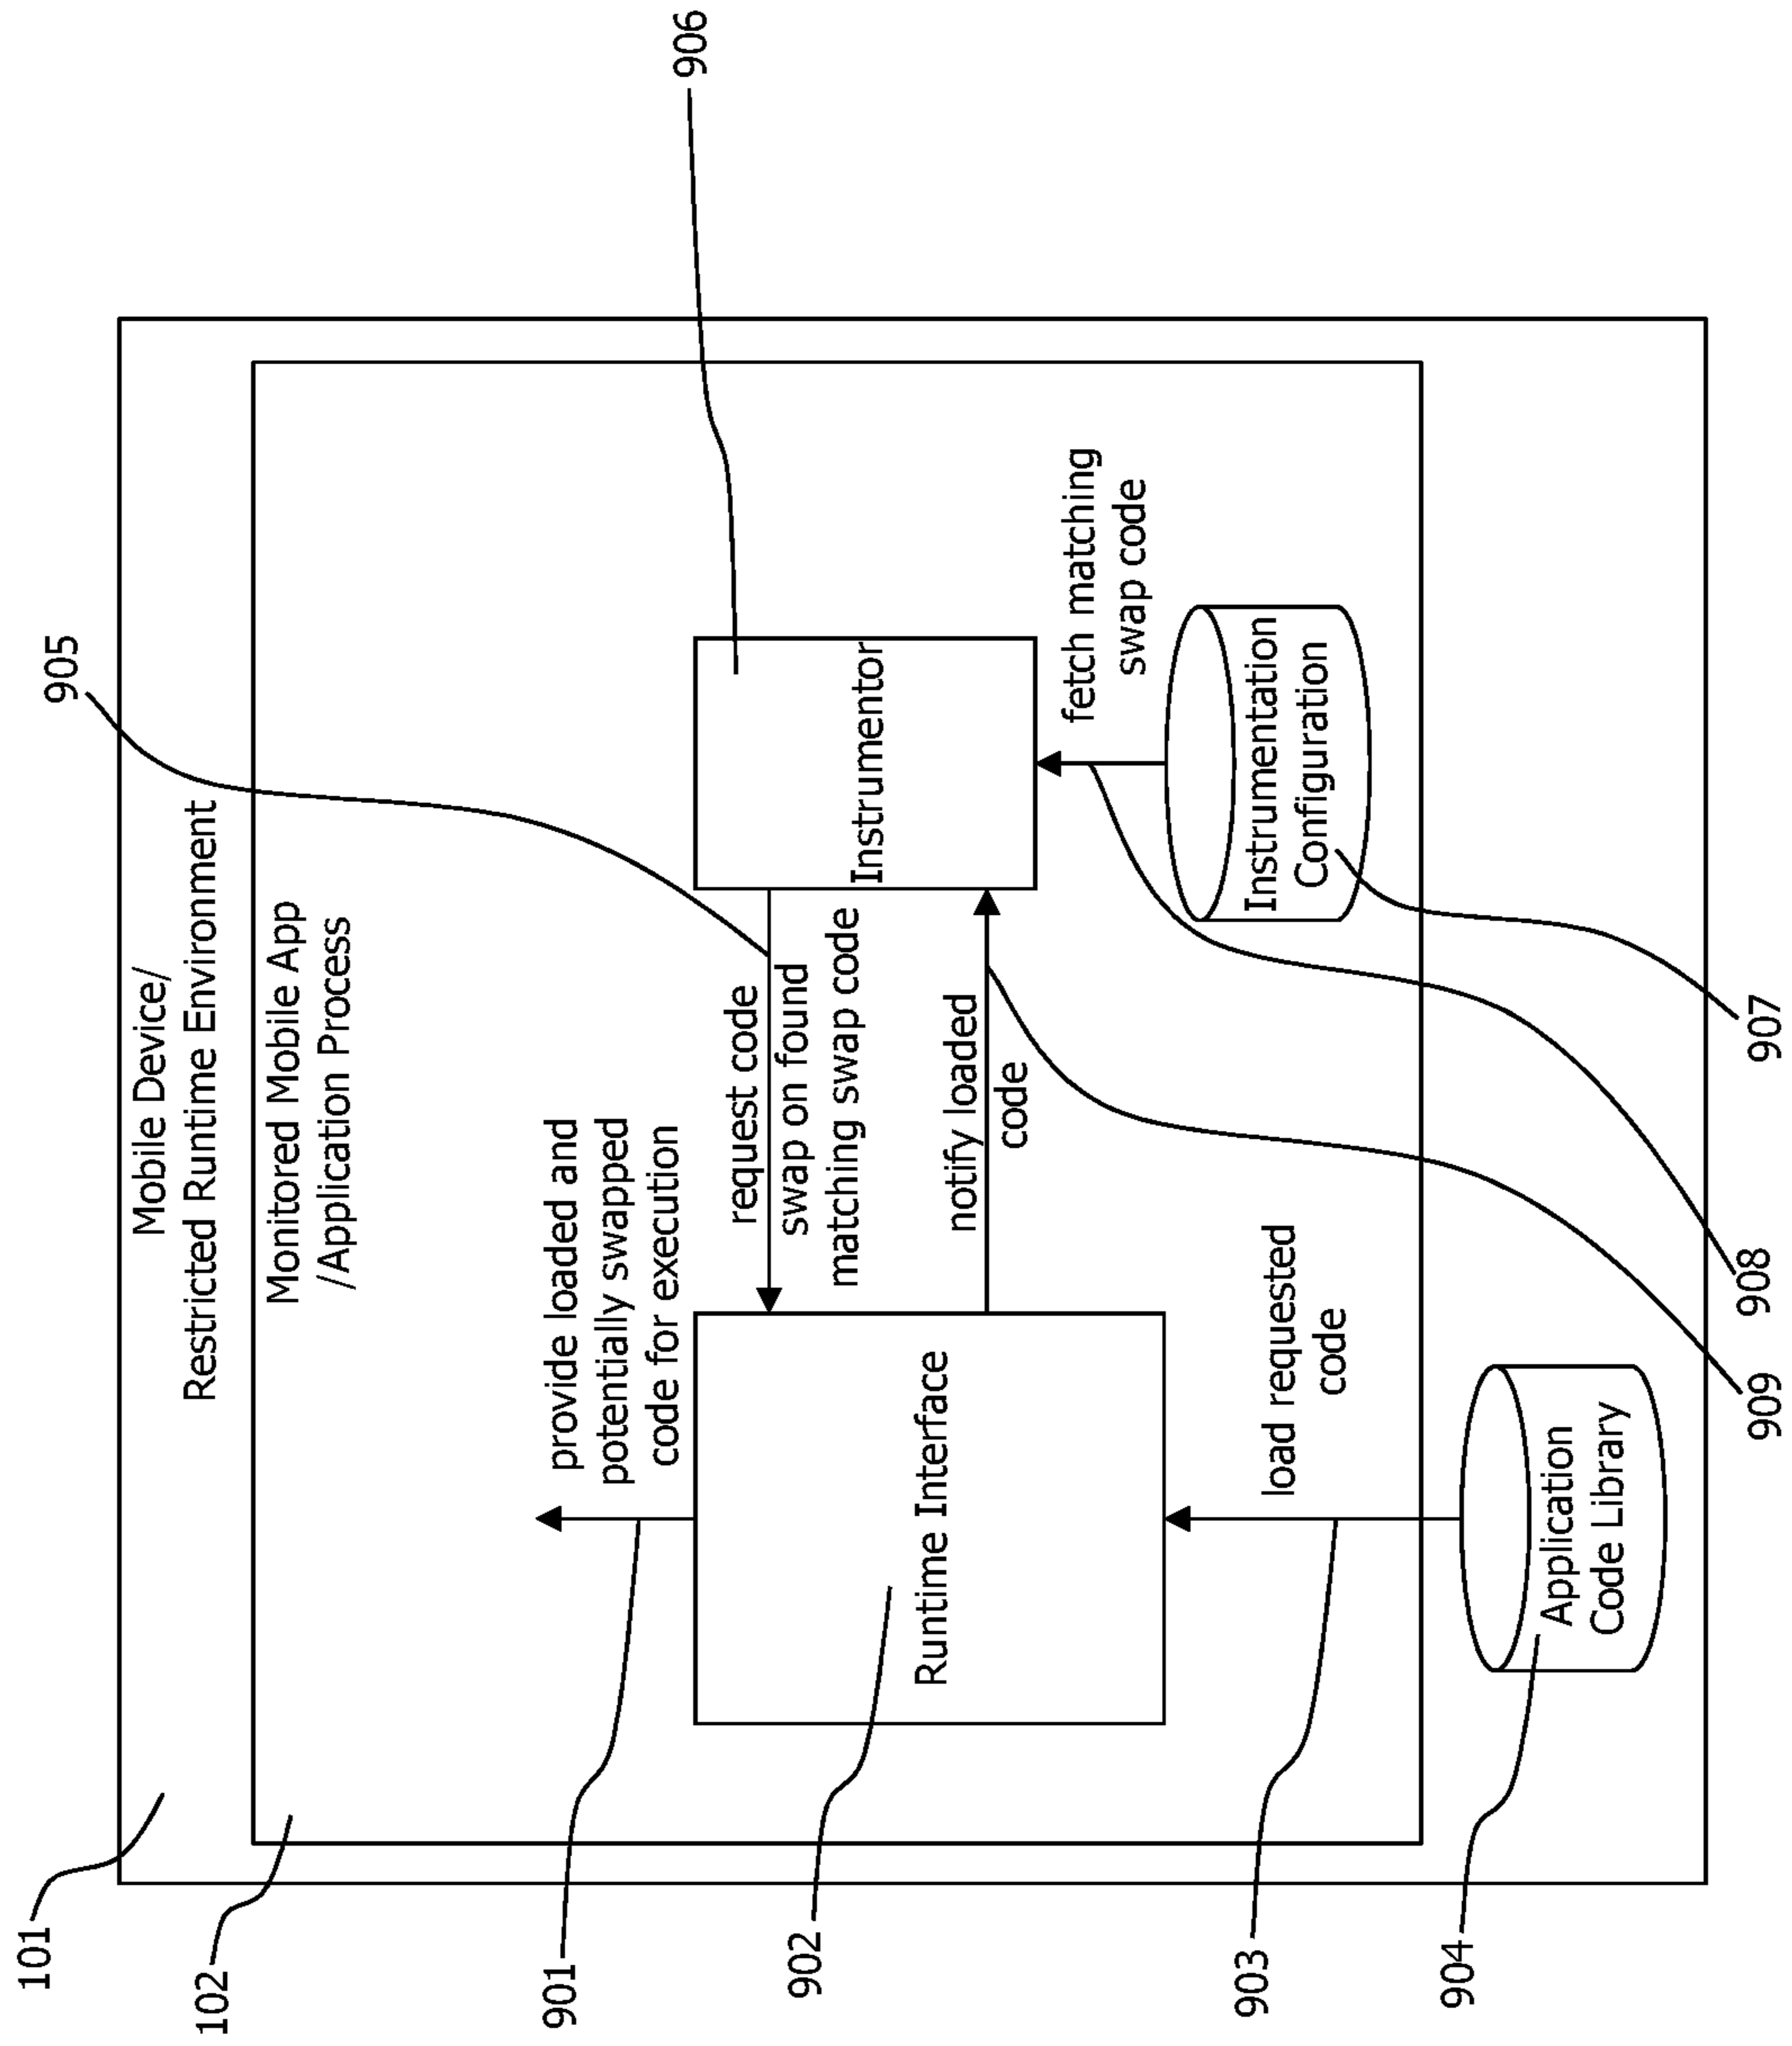 101
Mobile Device/
Restricted Runtime Environment
905
102
Monitored Mobile App
/Application Process
901
provide loaded and
potentially swapped
code for execution
906
request code
swap on found
matching swap code
902
Runtime Interface
Instrumentor
notify loaded
code
fetch matching
swap code
903
load requested
code
Instrumentation
Configuration
904
Application
Code Library
909
908
907